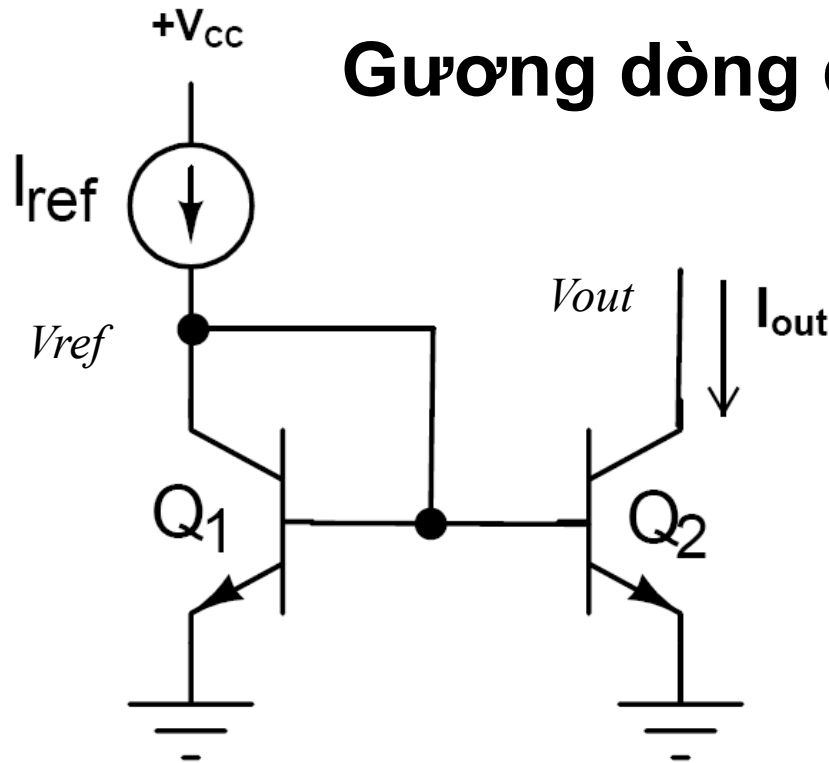 +Vcc
Gương dòng
Iref
Vout
Iout
Vref
Q1
Q2